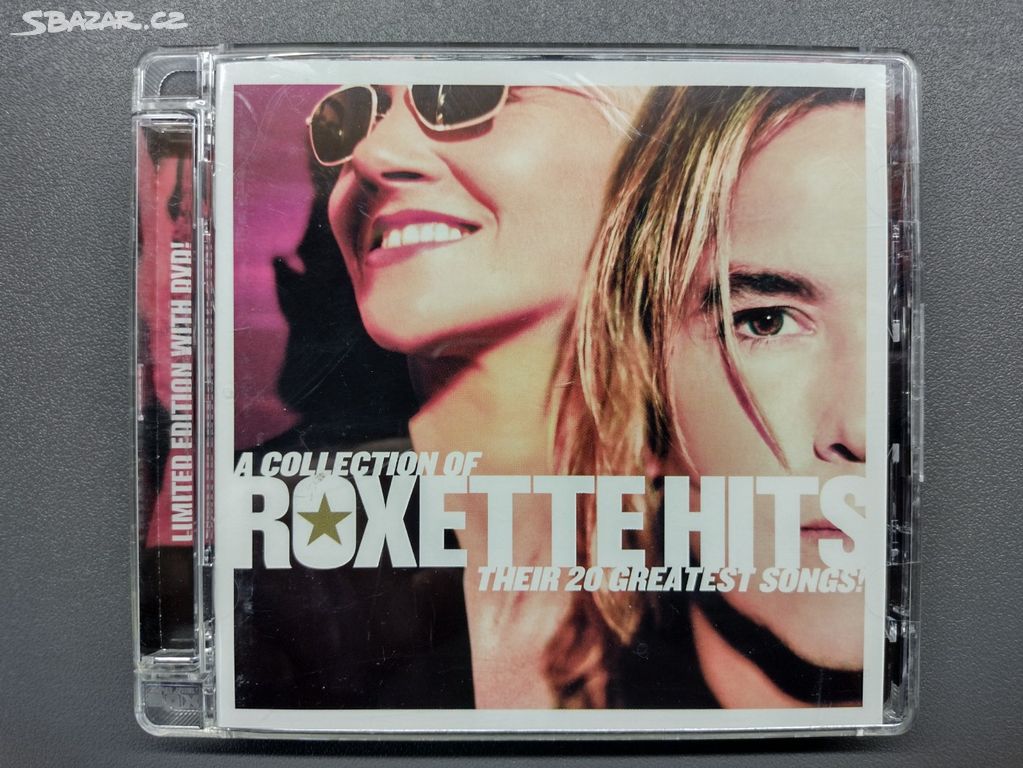 SBAZAR.CZ
LIMITED EDITION WITH DVD!
A COLLECTION OF
ROXETTE HITS
THEIR 20 GREATEST SONGS!